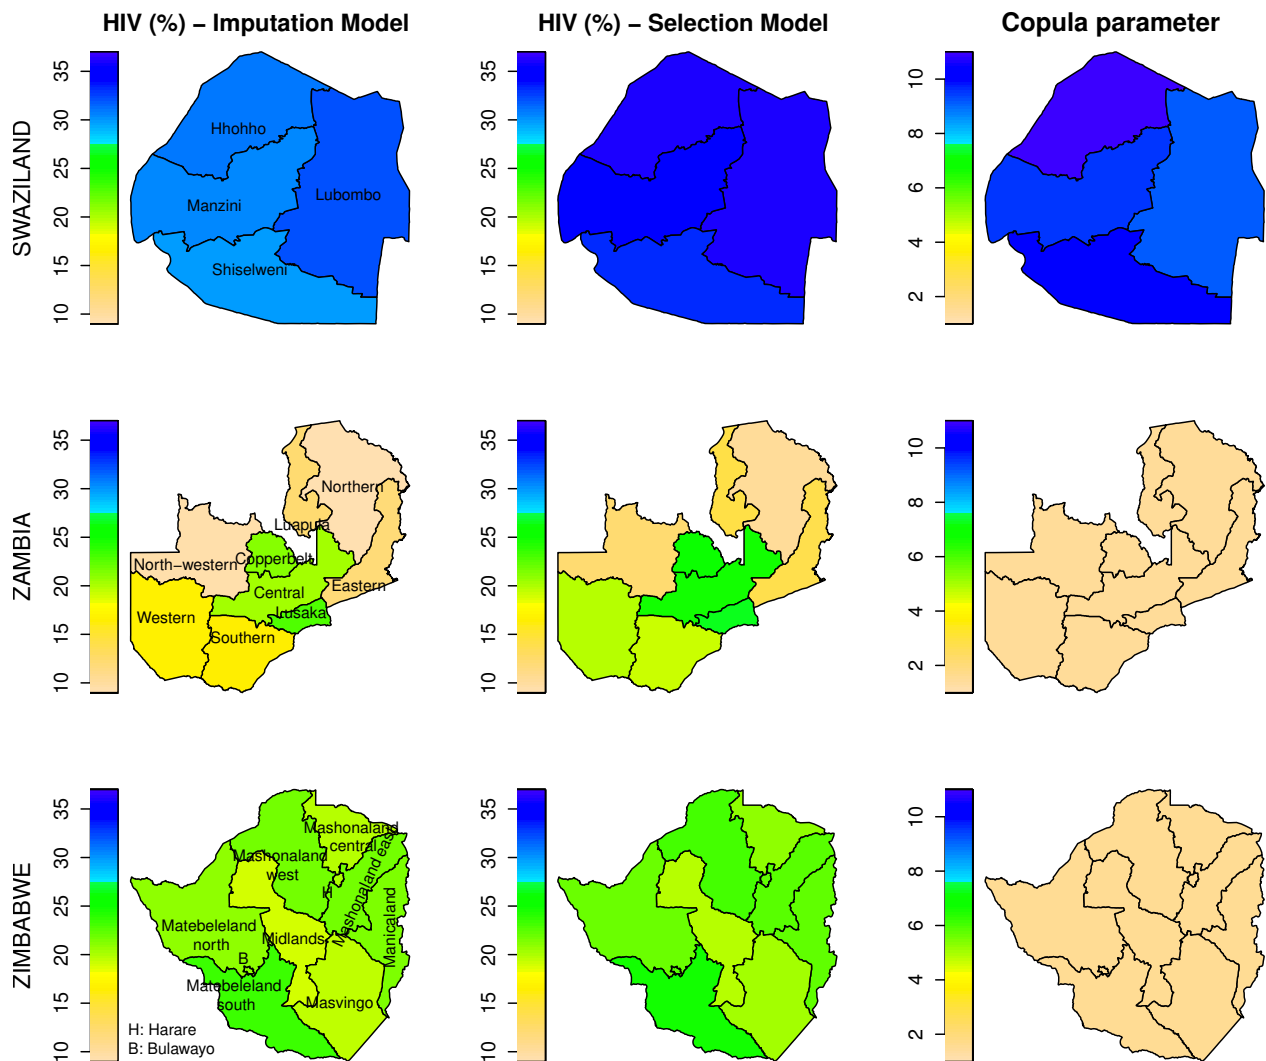 HIV (%) − Imputation Model
HIV (%) − Selection Model
Copula parameter
SWAZILAND
10 15 20 25 30 35
Hhohho
Manzini
Lubombo
Shiselweni
10 15 20 25 30 35
2 4 6 8 10
ZAMBIA
10 15 20 25 30 35
Northern
Luapula
North−western
Copperbelt
Central
Eastern
Lusaka
Western
Southern
10 15 20 25 30 35
2 4 6 8 10
ZIMBABWE
10 15 20 25 30 35
Mashonaland
central
Mashonaland
west
Mashonaland east
H
Manicaland
Matebeleland
north
Midlands
B
Matebeleland
south
Masvingo
H: Harare
B: Bulawayo
10 15 20 25 30 35
2 4 6 8 10